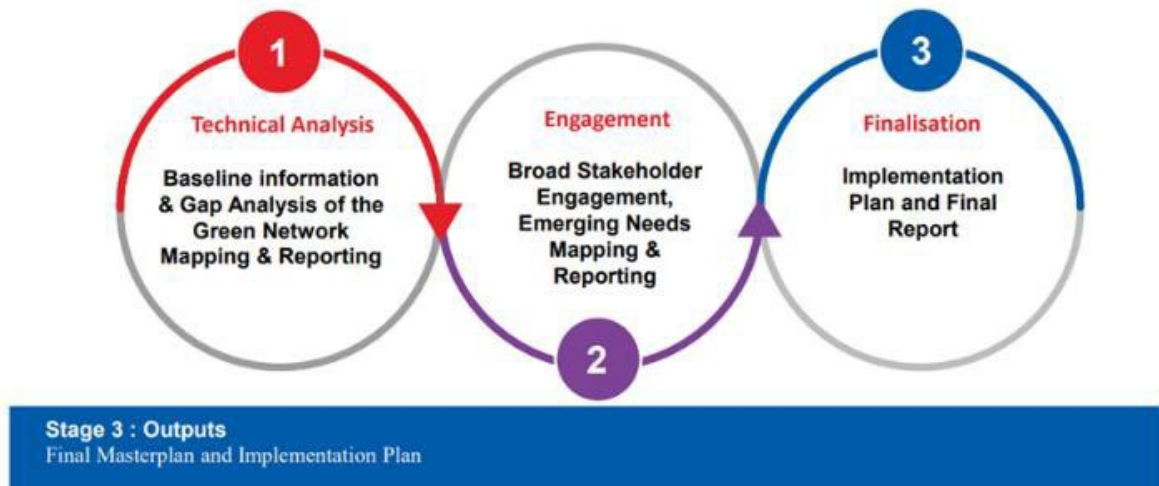 1
Technical Analysis
Baseline information
& Gap Analysis of the
Green Network
Mapping & Reporting
Engagement
Broad Stakeholder
Engagement,
Emerging Needs
Mapping &
Reporting
2
3
Finalisation
Implementation
Plan and Final
Report
Stage 3 : Outputs
Final Masterplan and Implementation Plan